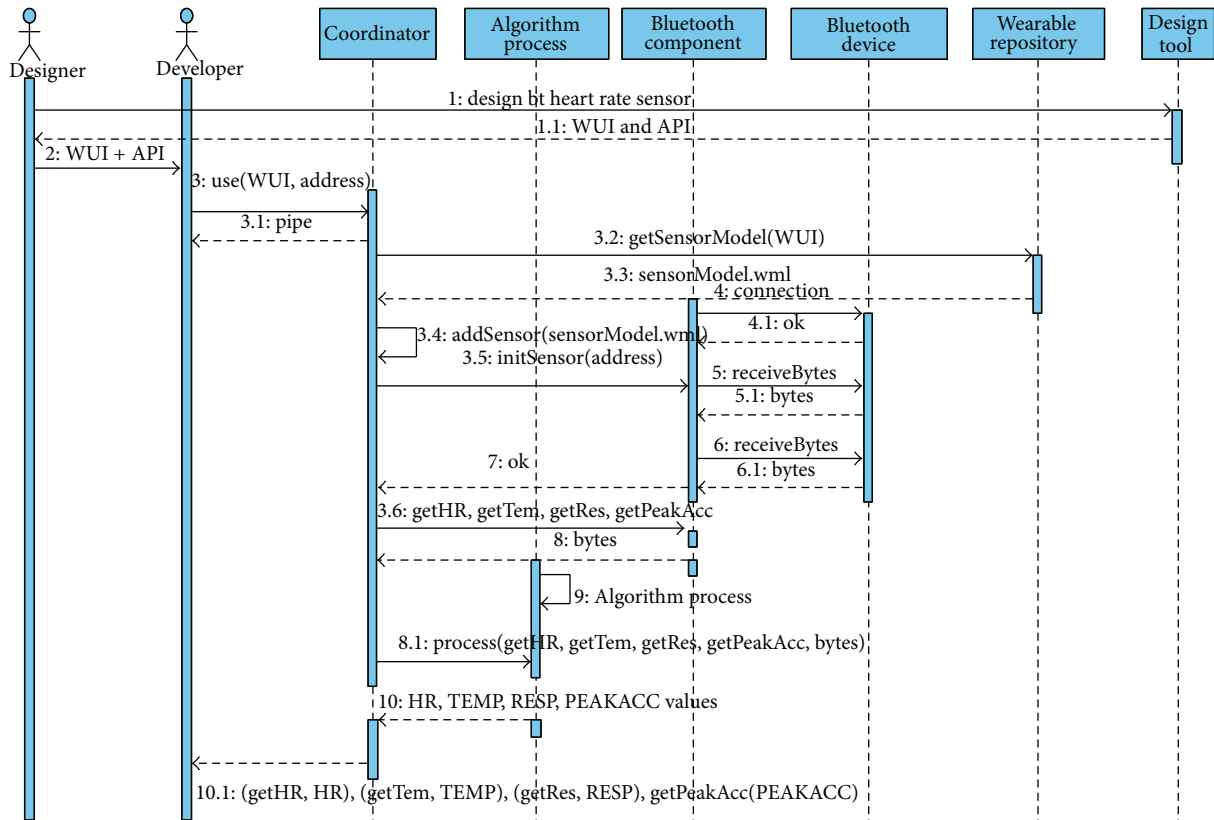 Designer
Developer
Coordinator
Algorithm
process
Bluetooth
component
Bluetooth
device
Wearable
repository
Design
tool
1: design bt heart rate sensor
1.1: WUI and API
2: WUI + API
3: use(WUI, address)
3.1: pipe
3.2: getSensorModel(WUI)
3.3: sensorModel.wml
4: connection
4.1: ok
3.4: addSensor(sensorModel.wml)
3.5: initSensor(address)
5: receiveBytes
5.1: bytes
6: receiveBytes
6.1: bytes
7: ok
3.6: getHR, getTem, getRes, getPeakAcc
8: bytes
9: Algorithm process
8.1: process(getHR, getTem, getRes, getPeakAcc, bytes)
10: HR, TEMP, RESP, PEAKACC values
10.1: (getHR, HR), (getTem, TEMP), (getRes, RESP), getPeakAcc(PEAKACC)